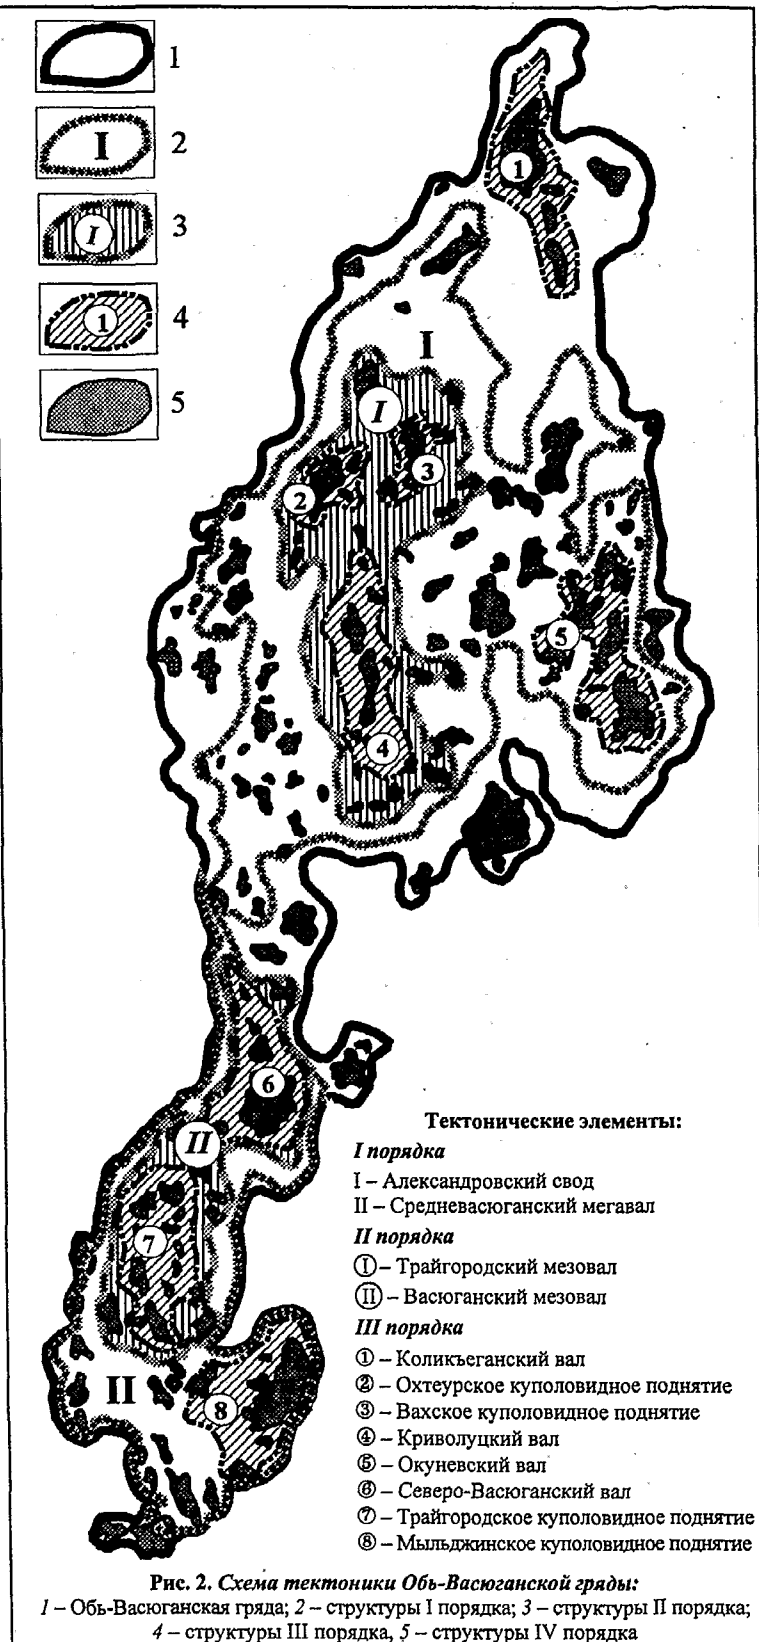 1
I
2
I
3
1
4
5
1
I
I
2
3
5
4
6
II
7
II
8
Тектонические элементы:
I порядка
I – Александровский свод
II – Средневасюганский мегавал
II порядка
Ⓘ – Трайгородский мезовал
(II) – Васюганский мезовал
III порядка
① – Коликъеганский вал
② – Охтеурское куполовидное поднятие
③ – Вахское куполовидное поднятие
④ – Криволуцкий вал
⑤ – Окуневский вал
⑥ – Северо-Васюганский вал
⑦ – Трайгородское куполовидное поднятие
⑧ – Мыльджинское куполовидное поднятие
Рис. 2. Схема тектоники Обь-Васюганской гряды:
1 – Обь-Васюганская гряда; 2 – структуры I порядка; 3 – структуры II порядка;
4 – структуры III порядка, 5 – структуры IV порядка